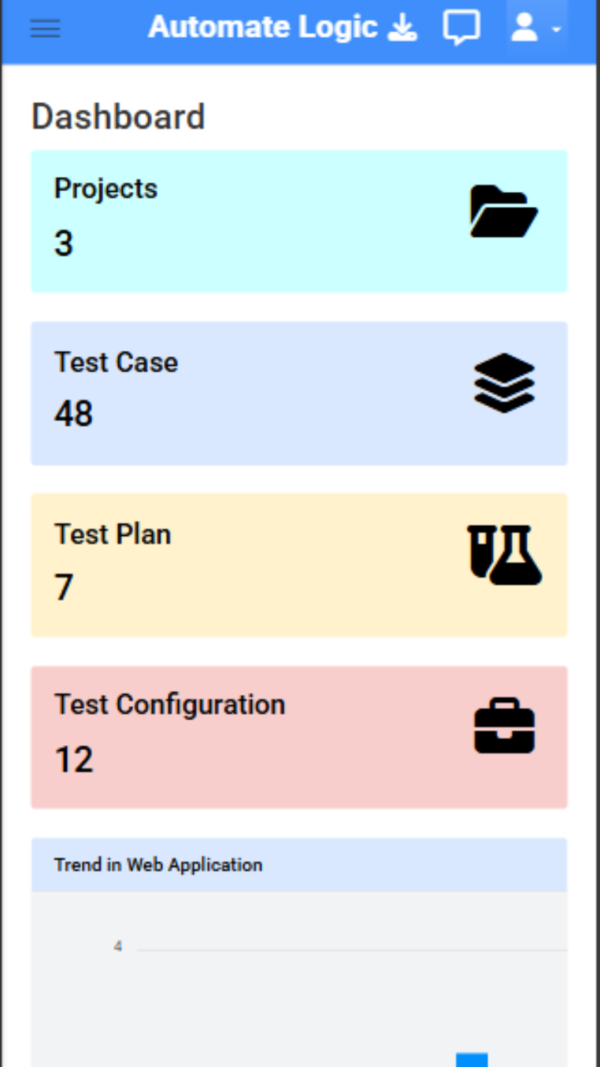 Automate Logic
Dashboard
Projects
3
Test Case
48
Test Plan
7
Test Configuration
12
Trend in Web Application
4